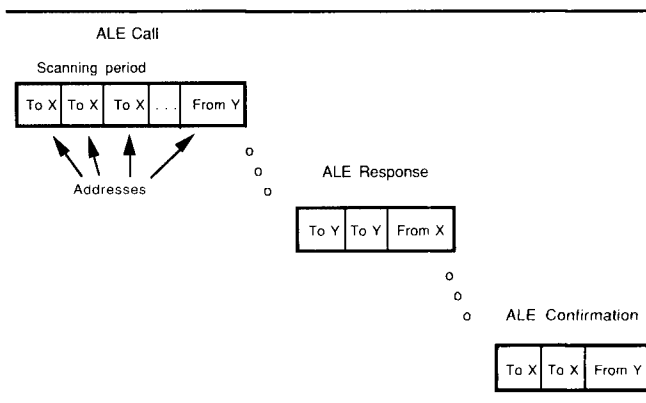 ALE Call
Scanning period
To X To X To X ... From Y
Addresses
ALE Response
To Y To Y From X
ALE Confirmation
To X To X From Y